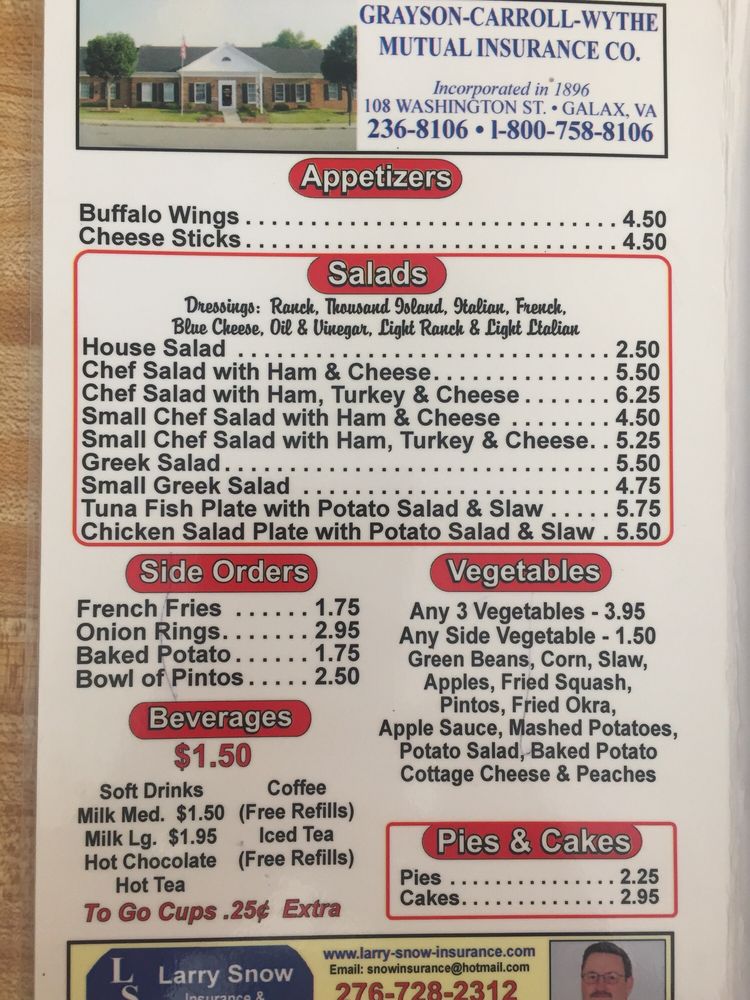 GRAYSON-CARROLL-WYTHE
MUTUAL INSURANCE CO.
Incorporated in 1896
108 WASHINGTON ST. • GALAX, VA
236-8106 • 1-800-758-8106
Appetizers
Buffalo Wings . . . . . . . . . . . . . . . . . . . . . . . . . . . . . . 4.50
Cheese Sticks . . . . . . . . . . . . . . . . . . . . . . . . . . . . . . 4.50
Salads
Dressings: Ranch, Thousand Island, Italian, French,
Blue Cheese, Oil & Vinegar, Light Ranch & Light Ltalian
House Salad . . . . . . . . . . . . . . . . . . . . . . . . . . . . . 2.50
Chef Salad with Ham & Cheese. . . . . . . . . . . . . . 5.50
Chef Salad with Ham, Turkey & Cheese . . . . . . . 6.25
Small Chef Salad with Ham & Cheese . . . . . . . . 4.50
Small Chef Salad with Ham, Turkey & Cheese. . 5.25
Greek Salad. . . . . . . . . . . . . . . . . . . . . . . . . . . . . . 5.50
Small Greek Salad . . . . . . . . . . . . . . . . . . . . . . . . 4.75
Tuna Fish Plate with Potato Salad & Slaw . . . . . 5.75
Chicken Salad Plate with Potato Salad & Slaw . 5.50
Side Orders
French Fries . . . . . . 1.75
Onion Rings. . . . . . . 2.95
Baked Potato . . . . . . 1.75
Bowl of Pintos . . . . . 2.50
Vegetables
Any 3 Vegetables - 3.95
Any Side Vegetable - 1.50
Green Beans, Corn, Slaw,
Apples, Fried Squash,
Pintos, Fried Okra,
Apple Sauce, Mashed Potatoes,
Potato Salad, Baked Potato
Cottage Cheese & Peaches
Beverages
$1.50
Soft Drinks
Milk Med. $1.50
Milk Lg. $1.95
Hot Chocolate
Hot Tea
Coffee
(Free Refills)
Iced Tea
(Free Refills)
To Go Cups .25¢ Extra
Pies & Cakes
Pies . . . . . . . . . . . . . . . 2.25
Cakes. . . . . . . . . . . . . . 2.95
LS
Larry Snow
Insurance &
www.larry-snow-insurance.com
Email: snowinsurance@hotmail.com
276-728-2312